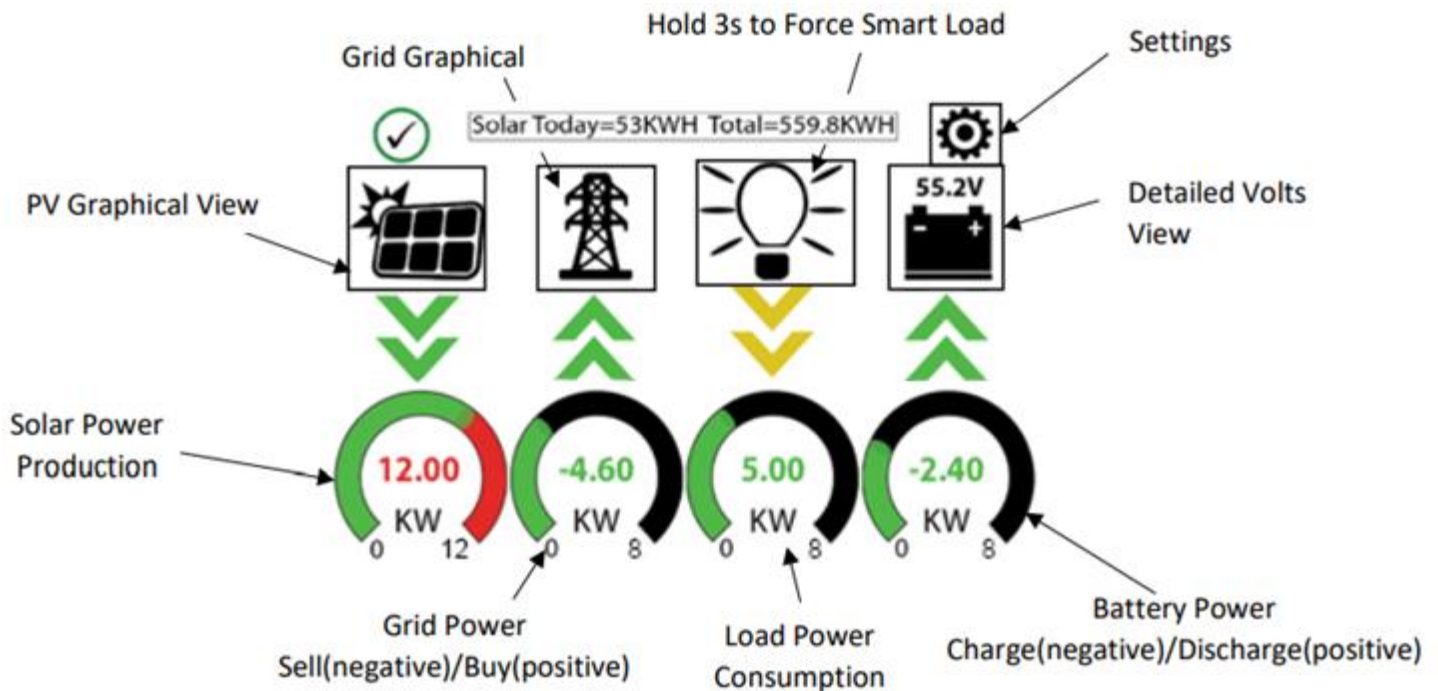 Hold 3s to Force Smart Load
Grid Graphical
Settings
Solar Today=53KWH Total=559.8KWH
PV Graphical View
55.2V
- +
Detailed Volts
View
Solar Power
Production
12.00
KW
0 12
-4.60
KW
0 8
5.00
KW
0 8
-2.40
KW
0 8
Grid Power
Sell(negative)/Buy(positive)
Load Power
Consumption
Battery Power
Charge(negative)/Discharge(positive)